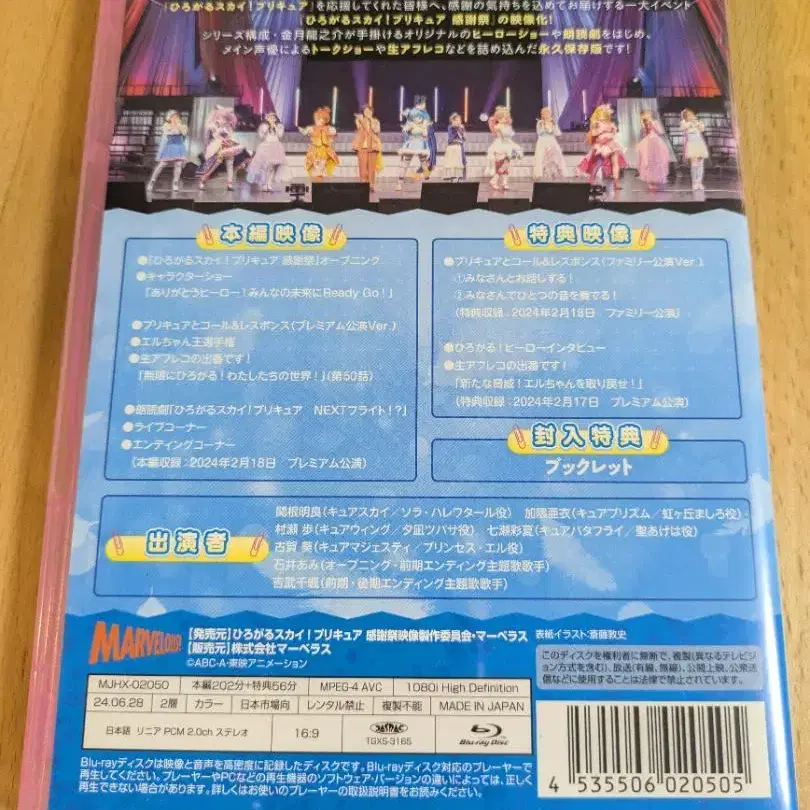 『ひろがるスカイ!プリキュア』を応援してくれた皆様へ、感謝の気持ちを込めてお届けする一大イベント
『ひろがるスカイ!プリキュア 感謝祭』の映像化!
シリーズ構成・金月龍之介が手掛けるオリジナルのヒーローショーや朗読劇をはじめ、
メイン声優によるトークショーや生アフレコなどを詰め込んだ永久保存版です!
本編映像
●『ひろがるスカイ!プリキュア 感謝祭』オープニング
●キャラクターショー
「ありがとうヒーロー!みんなの未来にReady Go!」
●プリキュアとコール&レスポンス(プレミアム公演Ver.)
●エルちゃん王選手権
●生アフレコの出番です!
「無限にひろがる!わたしたちの世界!」(第50話)
●朗読劇『ひろがるスカイ!プリキュア NEXTフライト!?』
●ライブコーナー
●エンディングコーナー
(本編収録:2024年2月18日 プレミアム公演)
特典映像
●プリキュアとコール&レスポンス(ファミリー公演Ver.)
①みなさんとお話しする!
②みなさんでひとつの音を奏でる!
(特典収録:2024年2月18日 ファミリー公演)
●ひろがる!ヒーローインタビュー
●生アフレコの出番です!
「新たな脅威!エルちゃんを取り戻せ!」
(特典収録:2024年2月17日 プレミアム公演)
封入特典
ブックレット
出演者
関根明良(キュアスカイ/ソラ・ハレワタール役) 加隈亜衣(キュアプリズム/虹ヶ丘ましろ役)
村瀬 歩(キュアウィング/夕凪ツバサ役) 七瀬彩夏(キュアバタフライ/聖あげは役)
古賀 葵(キュアマジェスティ/プリンセス・エル役)
石井あみ(オープニング・前期エンディング主題歌歌手)
吉武千颯(前期・後期エンディング主題歌歌手)
MARVELOUS!
【発売元】ひろがるスカイ!プリキュア 感謝祭映像製作委員会・マーベラス 表紙イラスト:斎藤敦史
【販売元】株式会社マーベラス
©ABC-A・東映アニメーション
このディスクを権利者に無断で、複製(異なるテレビジョン方式を含む)、放送(有線、無線)、公開上映、公衆送信などに使用することは法律で禁止されています。
MJHX-02050 本編202分+特典56分 MPEG-4 AVC 1080i High Definition
24.06.28 2層 カラー 日本市場向 レンタル禁止 複製不能 MADE IN JAPAN
日本語 リニア PCM 2.0ch ステレオ 16:9 JASRAC TGXS-3165 Blu-ray Disc
Blu-rayディスクは映像と音声を高密度に記録したディスクです。Blu-rayディスク対応のプレーヤーで
再生してください。プレーヤーやPCなどの再生機器のソフトウェア・バージョンの違いによっては、正しく
再生できない場合があります。詳しくはお使いのプレーヤーの取扱説明書をお読みください。
4 535506 020505